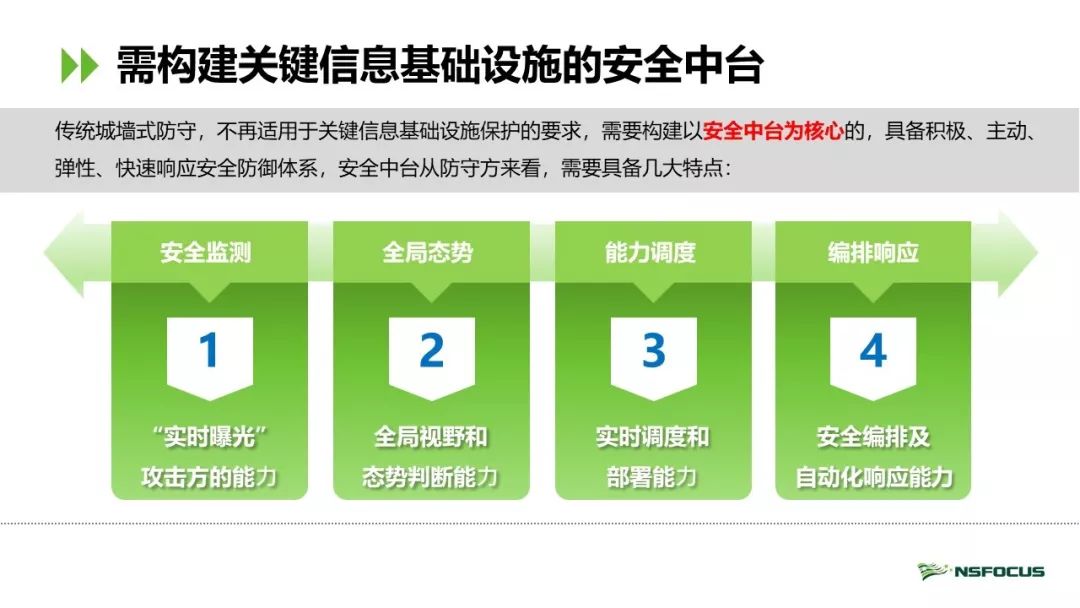 需构建关键信息基础设施的安全中台
传统城墙式防守，不再适用于关键信息基础设施保护的要求，需要构建以安全中台为核心的，具备积极、主动、
弹性、快速响应安全防御体系，安全中台从防守方来看，需要具备几大特点：
安全监测
1
“实时曝光”
攻击方的能力
全局态势
2
全局视野和
态势判断能力
能力调度
3
实时调度和
部署能力
编排响应
4
安全编排及
自动化响应能力
NSFOCUS